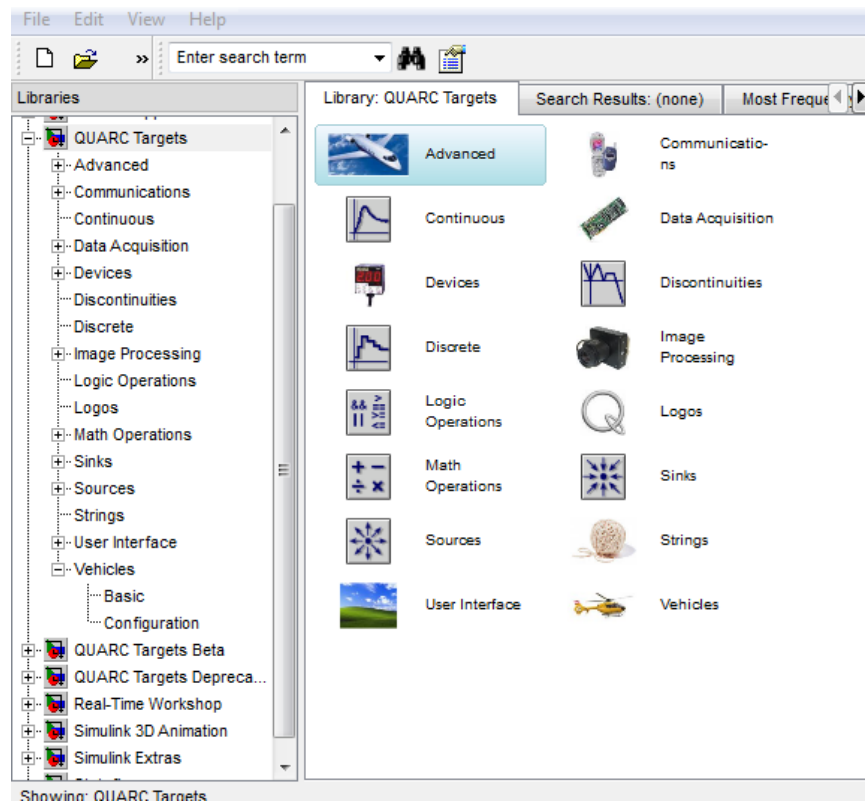 File Edit View Help
» Enter search term
Libraries
Library: QUARC Targets Search Results: (none)
QUARC Targets
Advanced
Communications
Continuous
Data Acquisition
Devices
Discontinuities
Discrete
Image Processing
Logic Operations
Logos
Math Operations
Sinks
Sources
Strings
User Interface
Vehicles
Basic
Configuration
QUARC Targets Beta
QUARC Targets Depreca...
Real-Time Workshop
Simulink 3D Animation
Simulink Extras
Advanced
Communicatio-
ns
Continuous
Data Acquisition
Devices
Discontinuities
Discrete
Image
Processing
Logic
Operations
Logos
Math
Operations
Sinks
Sources
Strings
User Interface
Vehicles
Showing: QUARC Targets